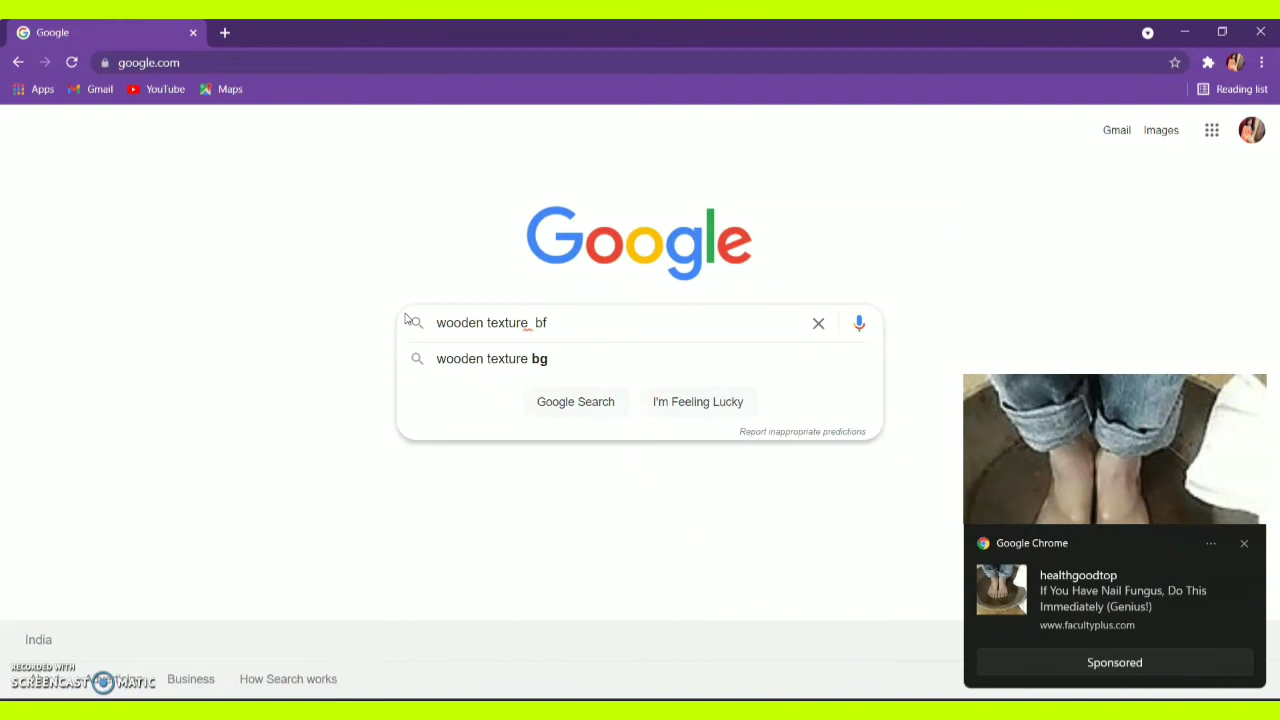 Google
google.com
Apps
Gmail
YouTube
Maps
Reading list
Gmail
Images
Google
wooden texture bf
wooden texture bg
Google Search
I'm Feeling Lucky
Report inappropriate predictions
Google Chrome
healthgoodtop
If You Have Nail Fungus, Do This
Immediately (Genius!)
www.facultyplus.com
Sponsored
India
RECORDED WITH
SCREENCAST MATIC
Business
How Search works